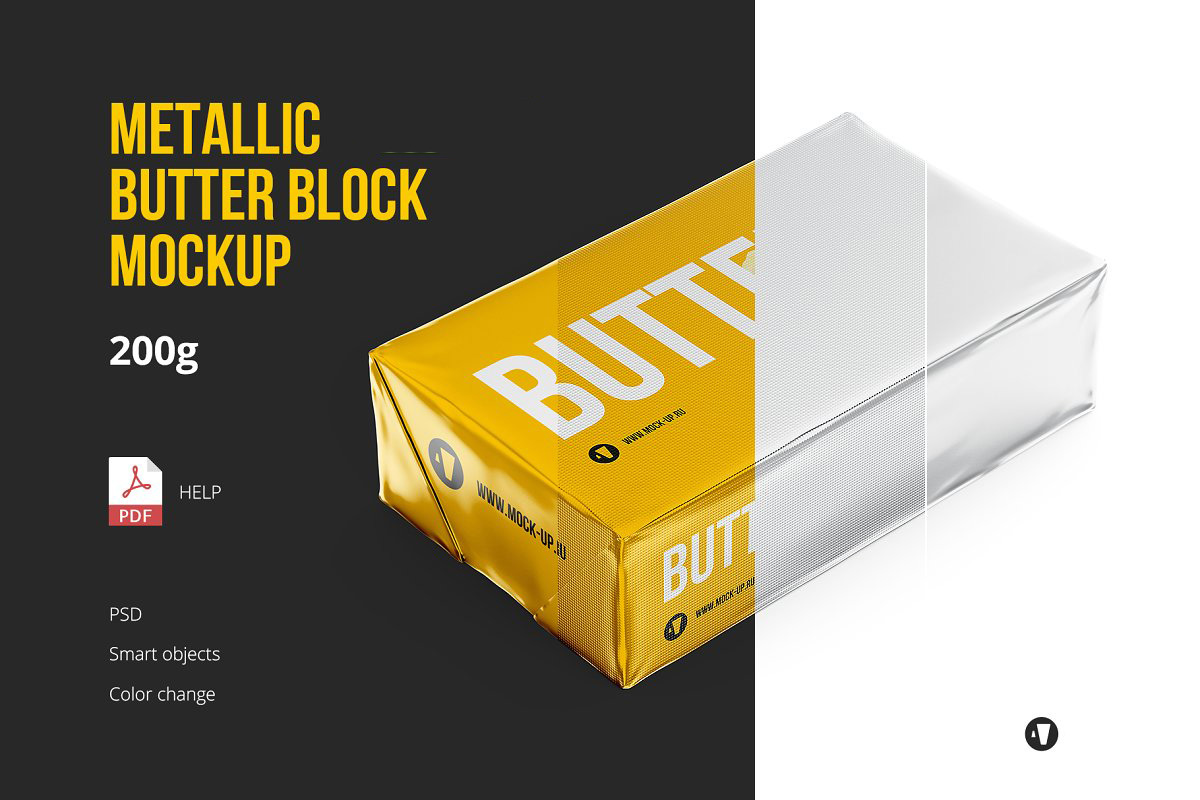 METALLIC
BUTTER BLOCK
MOCKUP
200g
PDF
HELP
PSD
Smart objects
Color change
BUTTE
WWW.MOCK-UP.RU
WWW.MOCK-UP.RU
BUTT
WWW.MOCK-UP.RU